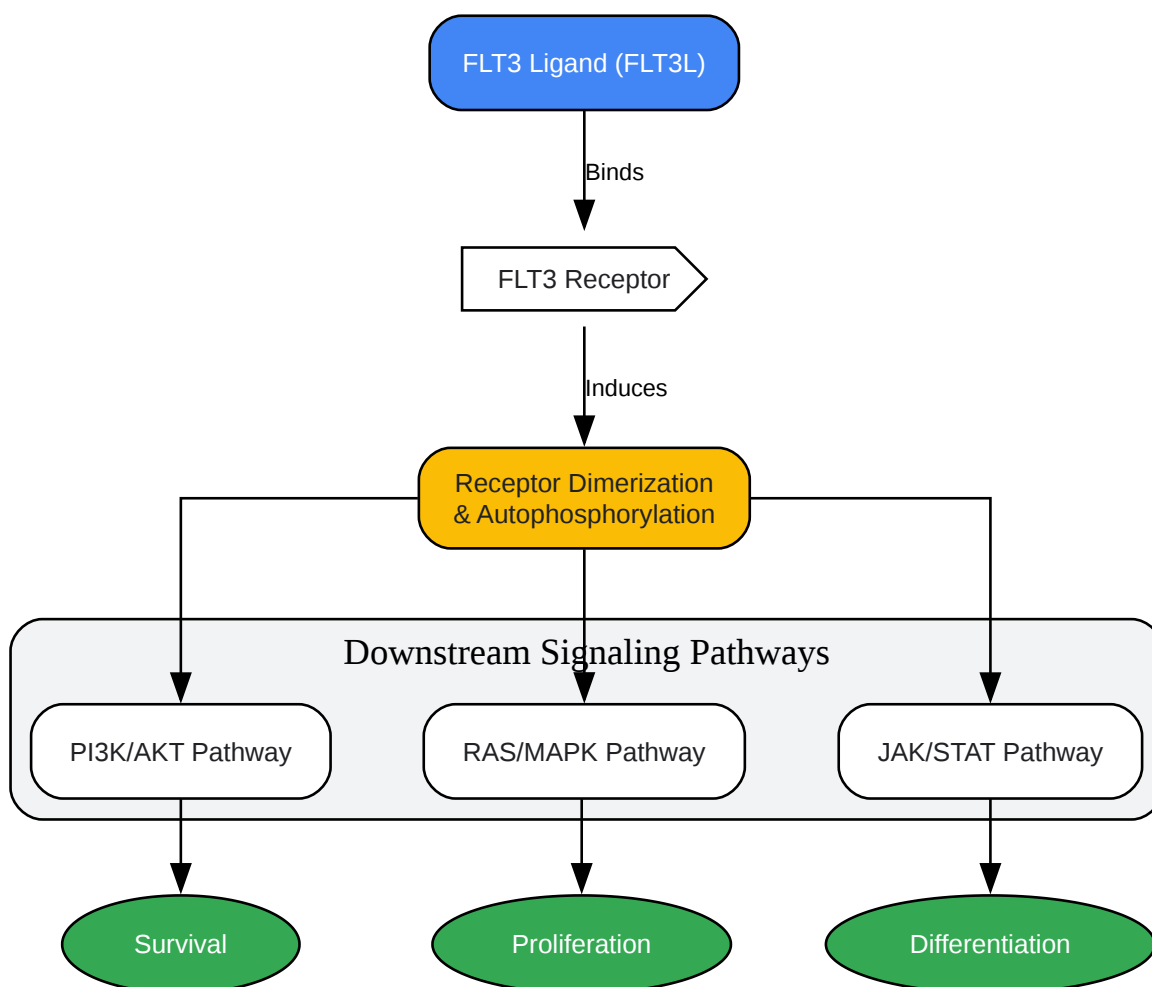 FLT3 Ligand (FLT3L)
Binds
FLT3 Receptor
Induces
Receptor Dimerization
& Autophosphorylation
Downstream Signaling Pathways
PI3K/AKT Pathway
RAS/MAPK Pathway
JAK/STAT Pathway
Survival
Proliferation
Differentiation